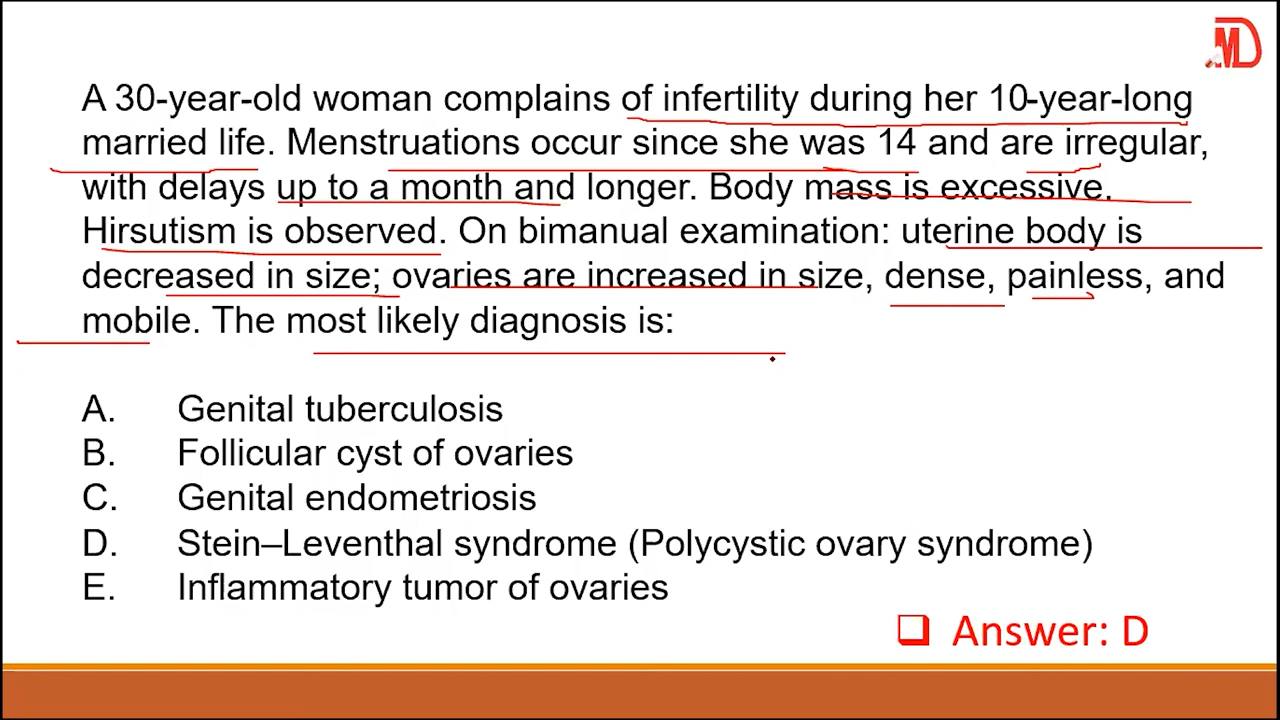 MD
A 30-year-old woman complains of infertility during her 10-year-long
married life. Menstruations occur since she was 14 and are irregular,
with delays up to a month and longer. Body mass is excessive.
Hirsutism is observed. On bimanual examination: uterine body is
decreased in size; ovaries are increased in size, dense, painless, and
mobile. The most likely diagnosis is:
A. Genital tuberculosis
B. Follicular cyst of ovaries
C. Genital endometriosis
D. Stein–Leventhal syndrome (Polycystic ovary syndrome)
E. Inflammatory tumor of ovaries
❑ Answer: D